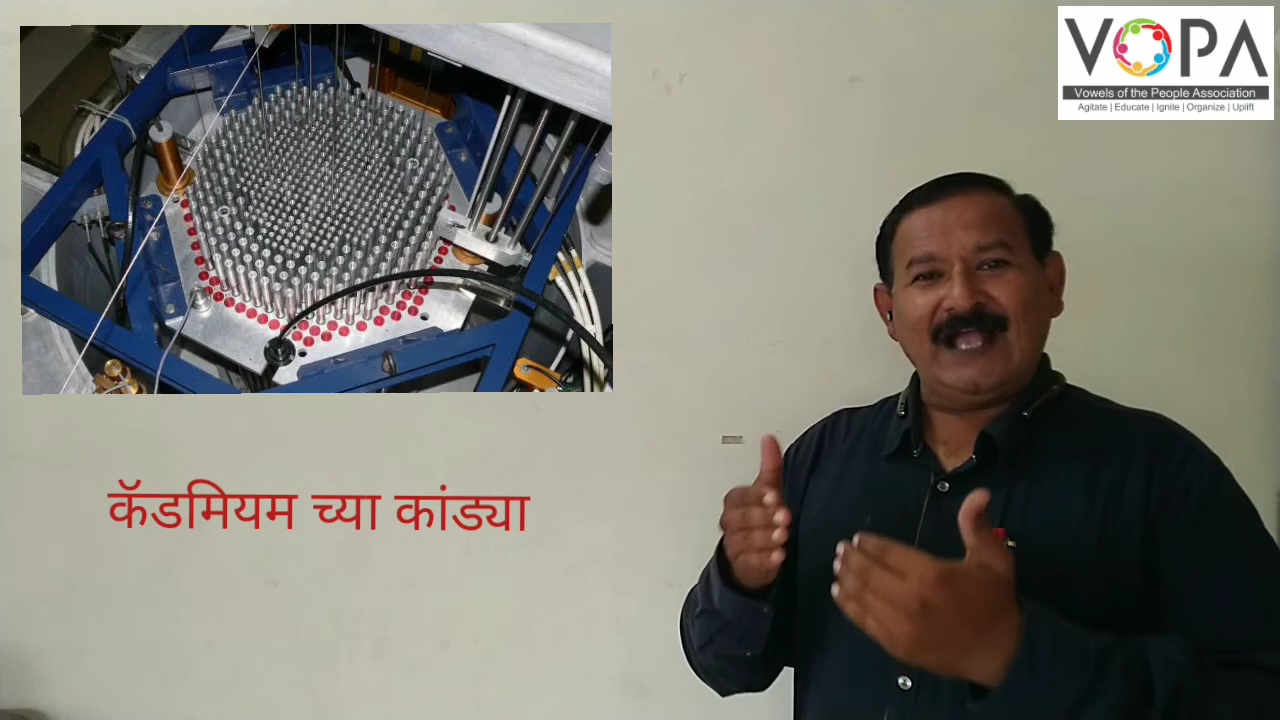 VOPA
Vowels of the People Association
Agitate | Educate | Ignite | Organize | Uplift
कॅडमियम च्या कांड्या